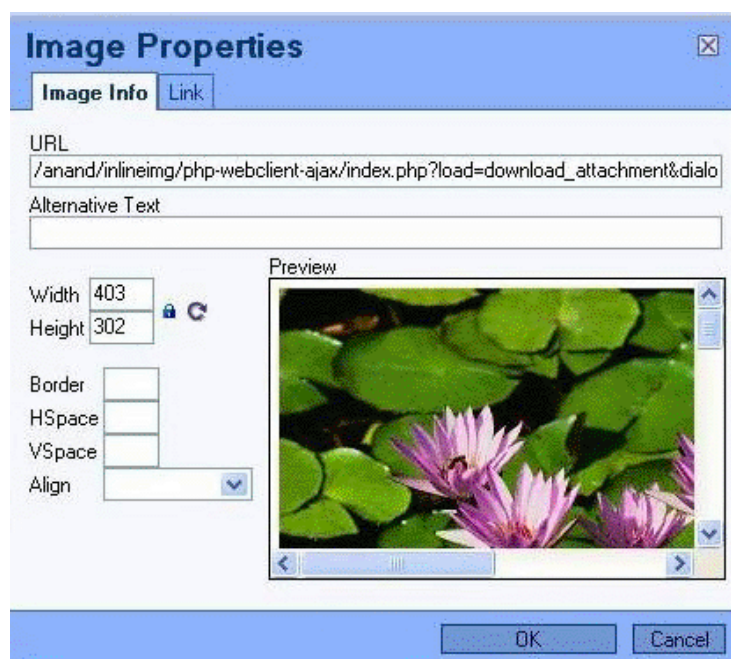 Image Properties
Image Info Link
URL
/anand/inlineimg/php-webclient-ajax/index.php?load=download_attachment&dialo
Alternative Text
Preview
Width 403
Height 302
Border
HSpace
VSpace
Align
OK Cancel